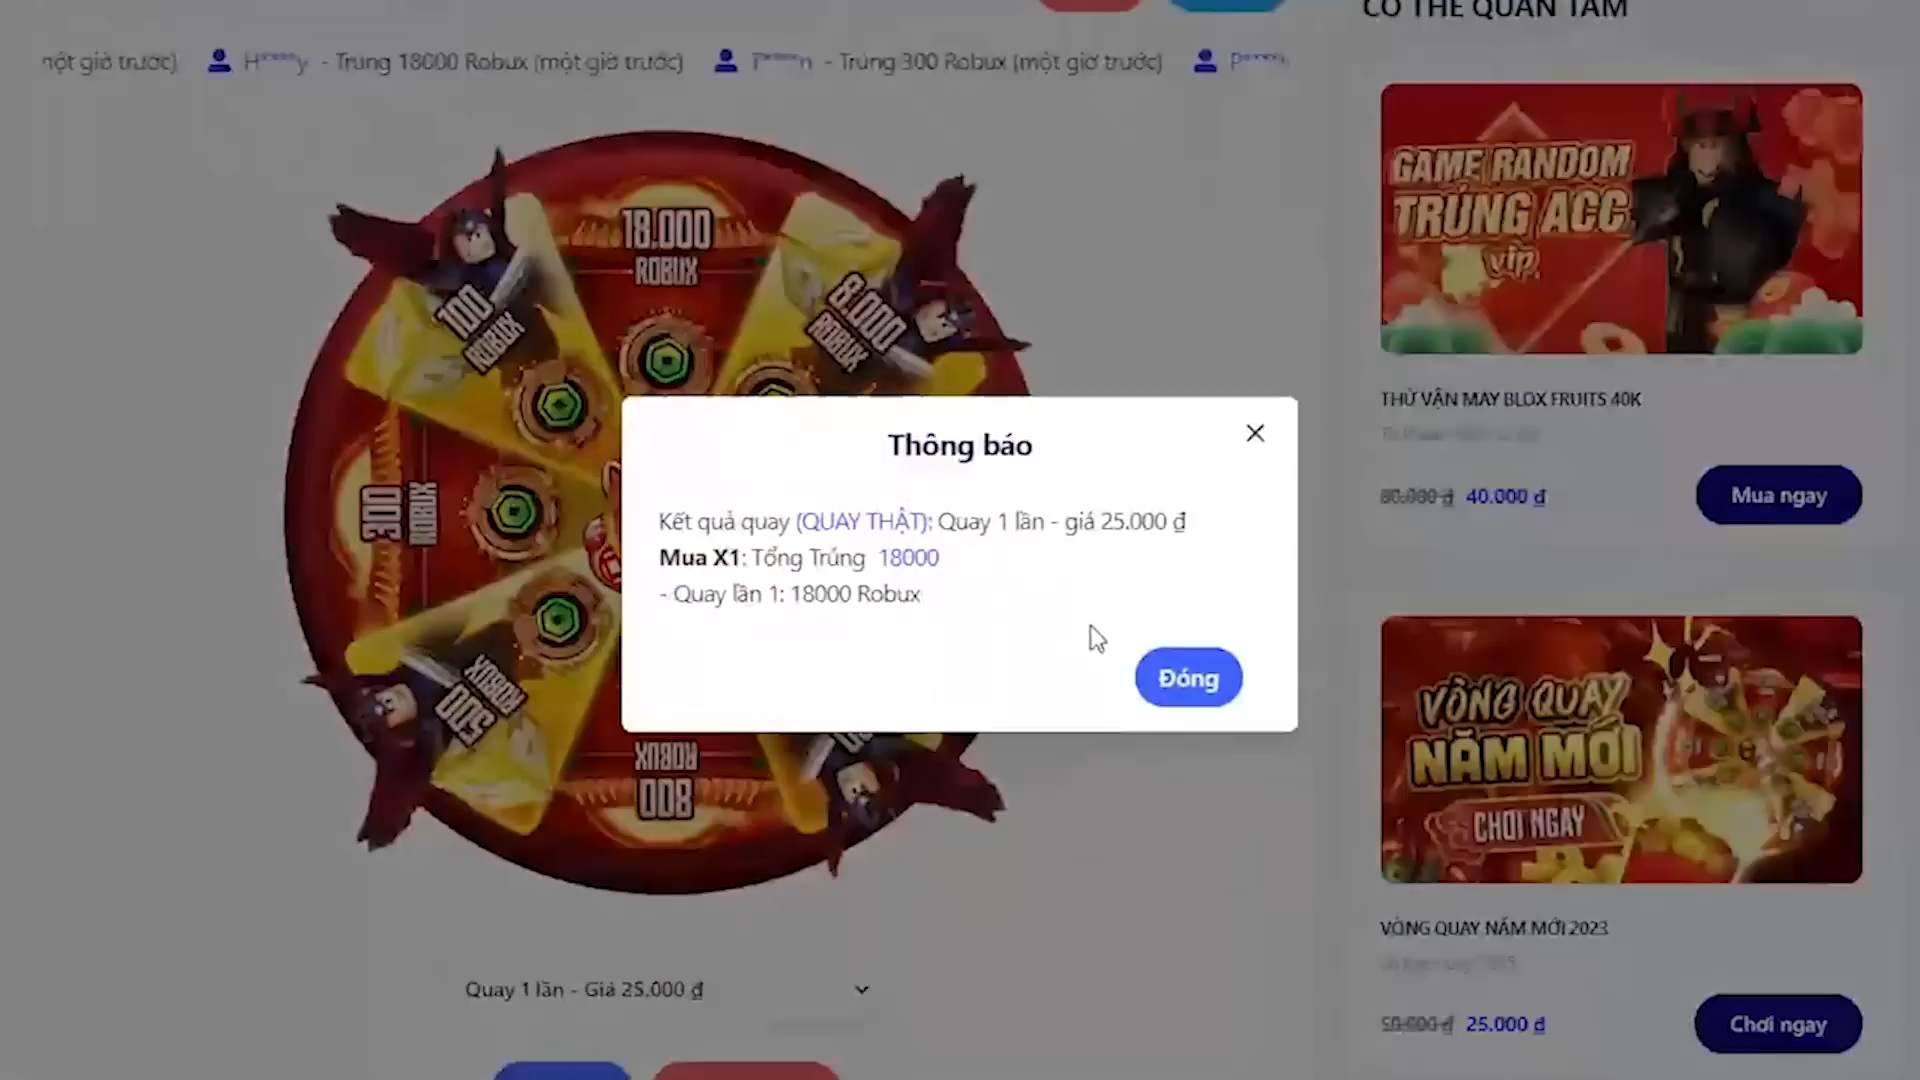 CÓ THỂ QUAN TÂM
một giờ trước)
H****y - Trúng 18000 Robux (một giờ trước)
T****n - Trúng 300 Robux (một giờ trước)
18.000
ROBUX
100
ROBUX
8.000
ROBUX
300
ROBUX
500
ROBUX
800
ROBUX
Thông báo
Kết quả quay (QUAY THẬT): Quay 1 lần - giá 25.000 ₫
Mua X1: Tổng Trúng 18000
- Quay lần 1: 18000 Robux
Đóng
Quay 1 lần - Giá 25,000 ₫
GAME RANDOM
TRÚNG ACC
vip
THỬ VẬN MAY BLOX FRUITS 40K
80.000 ₫ 40.000 ₫
Mua ngay
VÒNG QUAY
NĂM MỚI
CHƠI NGAY
VÒNG QUAY NĂM MỚI 2023
50.000 ₫ 25.000 ₫
Chơi ngay